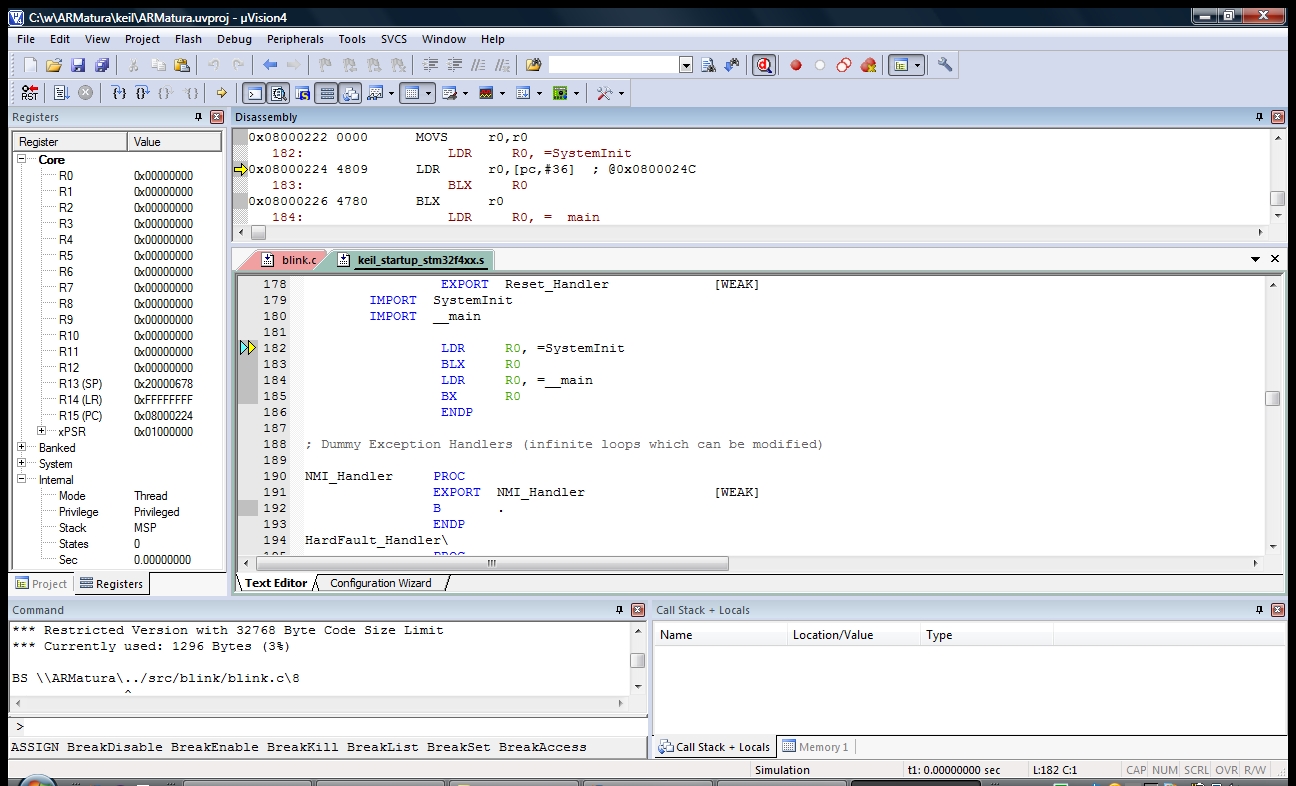 C:\w\ARMatura\keil\ARMatura.uvproj - µVision4
File Edit View Project Flash Debug Peripherals Tools SVCS Window Help
RST
Registers
Register Value
Core
R0 0x00000000
R1 0x00000000
R2 0x00000000
R3 0x00000000
R4 0x00000000
R5 0x00000000
R6 0x00000000
R7 0x00000000
R8 0x00000000
R9 0x00000000
R10 0x00000000
R11 0x00000000
R12 0x00000000
R13 (SP) 0x20000678
R14 (LR) 0xFFFFFFFF
R15 (PC) 0x08000224
xPSR 0x01000000
Banked
System
Internal
Mode Thread
Privilege Privileged
Stack MSP
States 0
Sec 0.00000000
Project Registers
Disassembly
0x08000222 0000 MOVS r0,r0
182: LDR R0, =SystemInit
0x08000224 4809 LDR r0,[pc,#36] ; @0x0800024C
183: BLX R0
0x08000226 4780 BLX r0
184: LDR R0, =__main
blink.c keil_startup_stm32f4xx.s
178 EXPORT Reset_Handler [WEAK]
179 IMPORT SystemInit
180 IMPORT __main
181
182 LDR R0, =SystemInit
183 BLX R0
184 LDR R0, =__main
185 BX R0
186 ENDP
187
188 ; Dummy Exception Handlers (infinite loops which can be modified)
189
190 NMI_Handler PROC
191 EXPORT NMI_Handler [WEAK]
192 B .
193 ENDP
194 HardFault_Handler\
195 PROC
Text Editor Configuration Wizard
Command
*** Restricted Version with 32768 Byte Code Size Limit
*** Currently used: 1296 Bytes (3%)
BS \\ARMatura\../src/blink/blink.c\8
^
>
ASSIGN BreakDisable BreakEnable BreakKill BreakList BreakSet BreakAccess
Call Stack + Locals
Name Location/Value Type
Call Stack + Locals Memory 1
Simulation t1: 0.00000000 sec L:182 C:1 CAP NUM SCRL OVR R/W